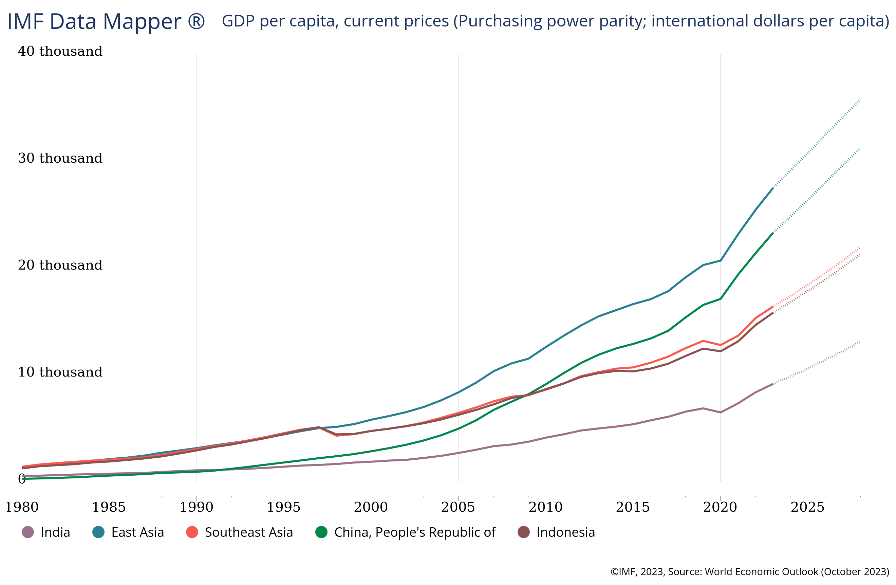 IMF Data Mapper ® GDP per capita, current prices (Purchasing power parity; international dollars per capita)
40 thousand
30 thousand
20 thousand
10 thousand
0
1980 1985 1990 1995 2000 2005 2010 2015 2020 2025
India East Asia Southeast Asia China, People's Republic of Indonesia
©IMF, 2023, Source: World Economic Outlook (October 2023)